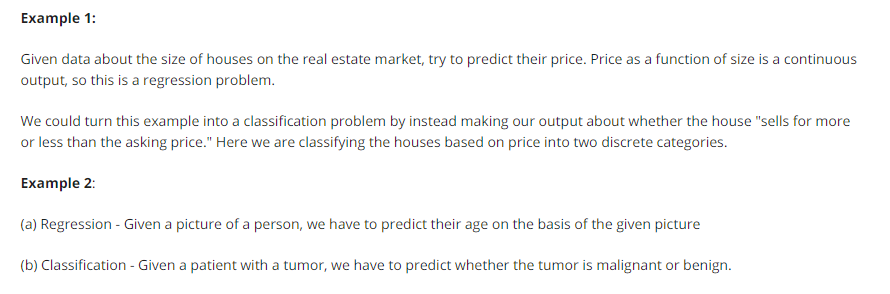 Example 1:
Given data about the size of houses on the real estate market, try to predict their price. Price as a function of size is a continuous
output, so this is a regression problem.
We could turn this example into a classification problem by instead making our output about whether the house "sells for more
or less than the asking price." Here we are classifying the houses based on price into two discrete categories.
Example 2:
(a) Regression - Given a picture of a person, we have to predict their age on the basis of the given picture
(b) Classification - Given a patient with a tumor, we have to predict whether the tumor is malignant or benign.